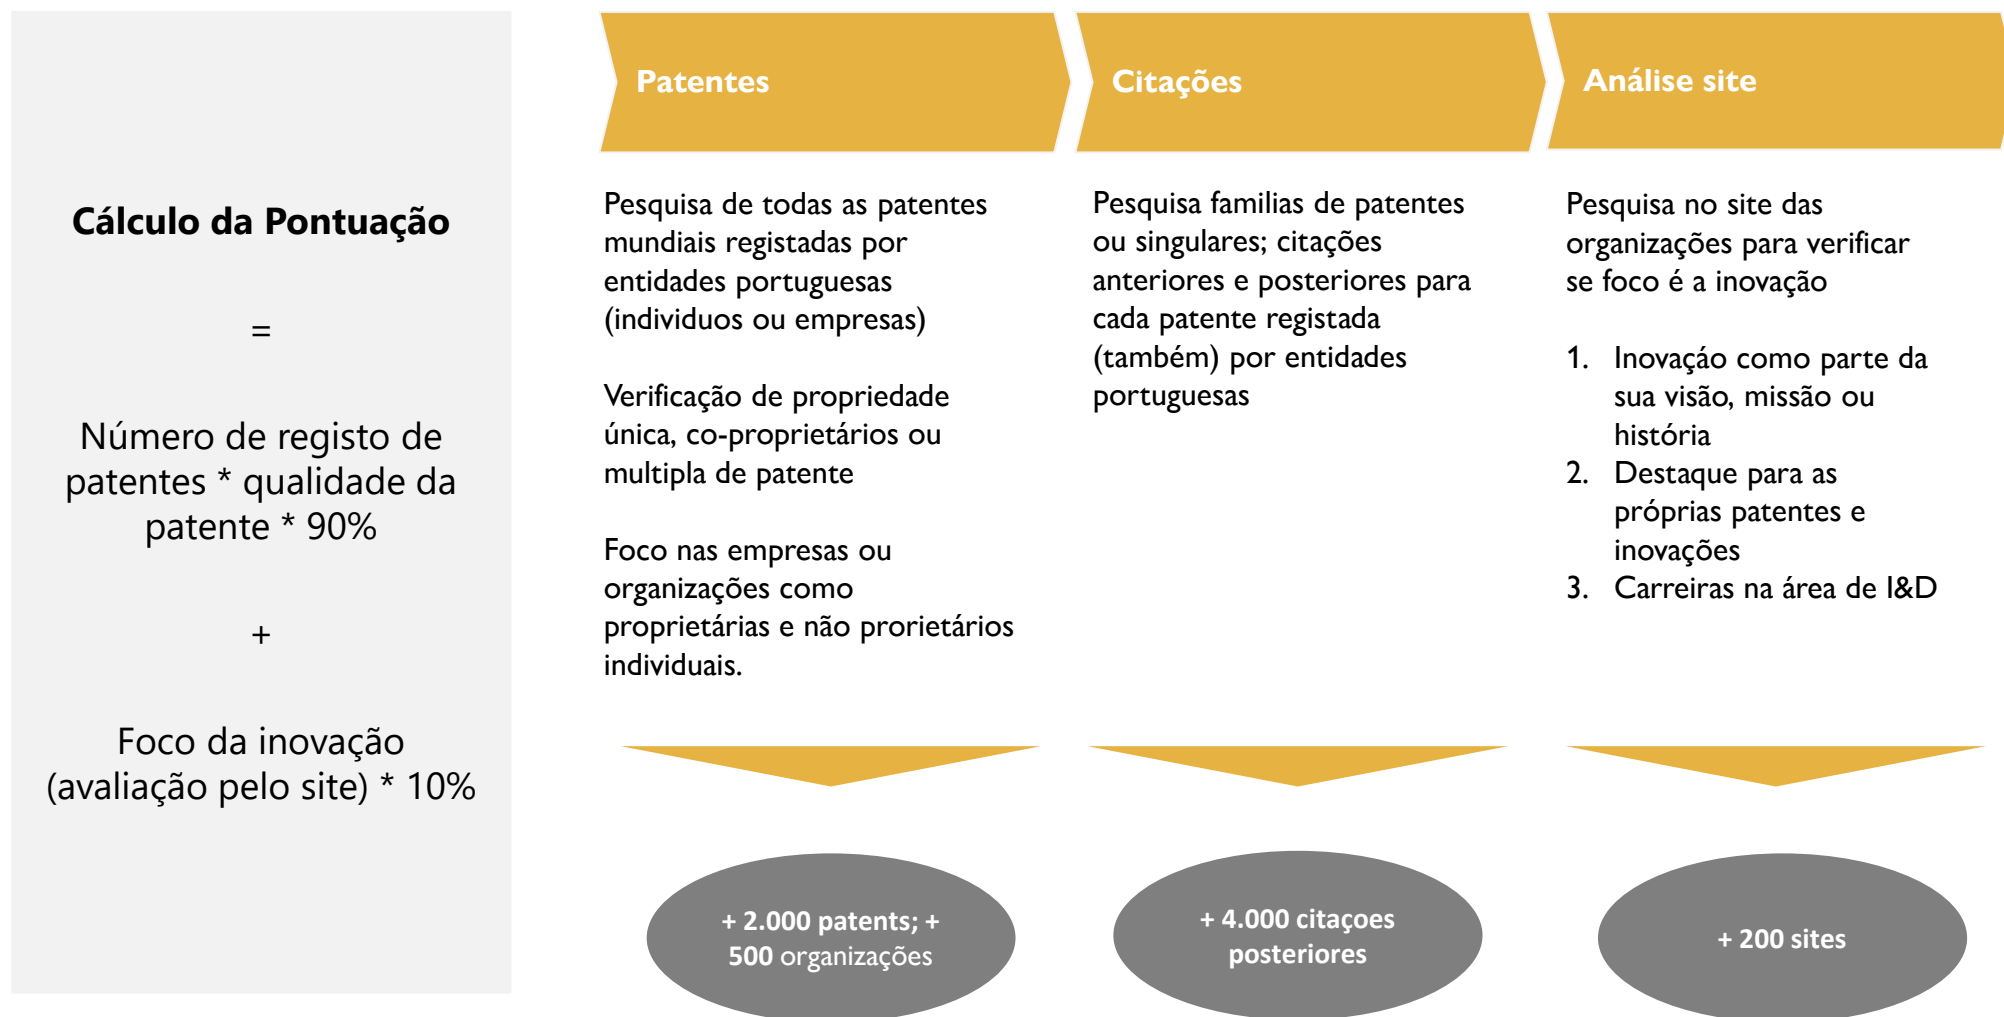 Cálculo da Pontuação
=
Número de registo de
patentes * qualidade da
patente * 90%
+
Foco da inovação
(avaliação pelo site) * 10%
Patentes
Pesquisa de todas as patentes
mundiais registadas por
entidades portuguesas
(individuos ou empresas)
Verificação de propriedade
única, co-proprietários ou
multipla de patente
Foco nas empresas ou
organizações como
proprietárias e não prorietários
individuais.
+ 2.000 patents; +
500 organizações
Citações
Pesquisa familias de patentes
ou singulares; citações
anteriores e posteriores para
cada patente registada
(também) por entidades
portuguesas
+ 4.000 citaçoes
posteriores
Análise site
Pesquisa no site das
organizações para verificar
se foco é a inovação
1. Inovaçáo como parte da
sua visão, missão ou
história
2. Destaque para as
próprias patentes e
inovações
3. Carreiras na área de I&D
+ 200 sites